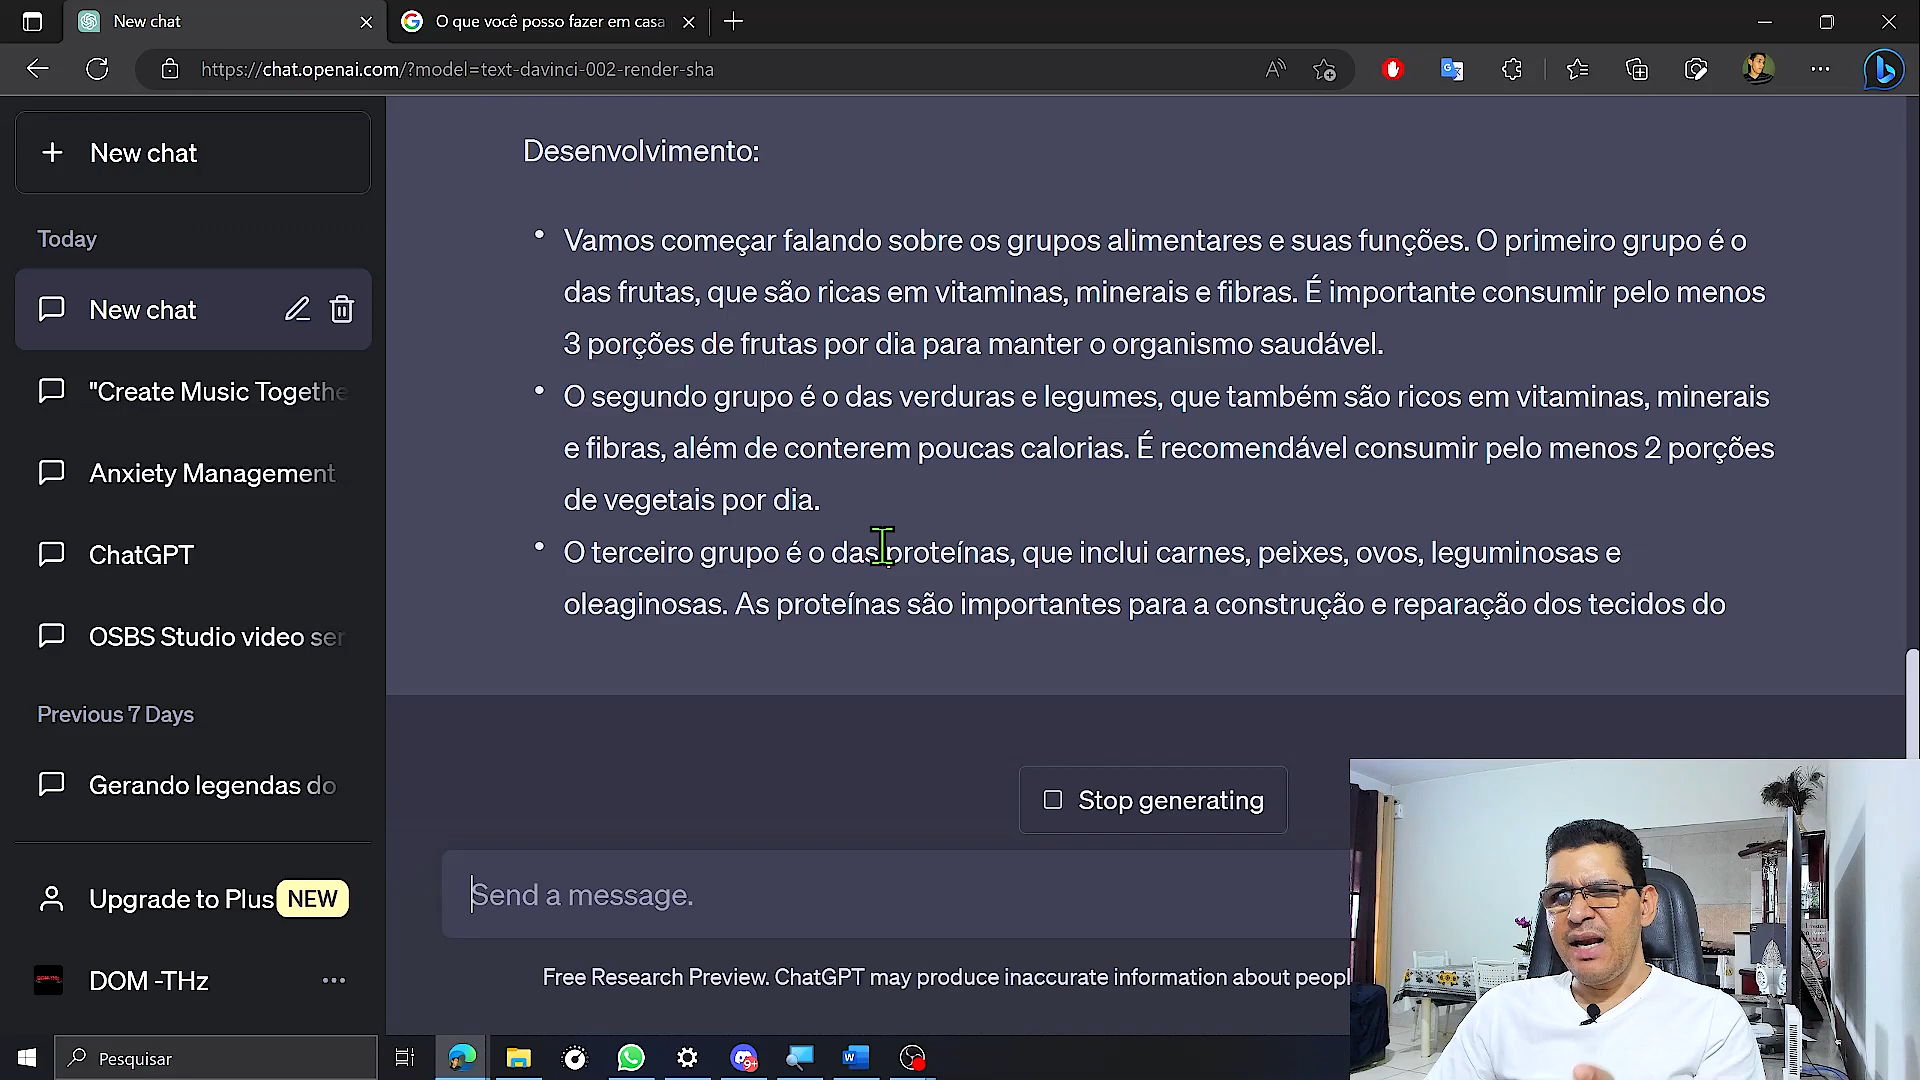 New chat
O que você posso fazer em casa
https://chat.openai.com/?model=text-davinci-002-render-sha
New chat
Today
New chat
"Create Music Togethe
Anxiety Management
ChatGPT
OSBS Studio video ser
Previous 7 Days
Gerando legendas do
Upgrade to Plus NEW
DOM -THz
Desenvolvimento:
• Vamos começar falando sobre os grupos alimentares e suas funções. O primeiro grupo é o
das frutas, que são ricas em vitaminas, minerais e fibras. É importante consumir pelo menos
3 porções de frutas por dia para manter o organismo saudável.
• O segundo grupo é o das verduras e legumes, que também são ricos em vitaminas, minerais
e fibras, além de conterem poucas calorias. É recomendável consumir pelo menos 2 porções
de vegetais por dia.
• O terceiro grupo é o das proteínas, que inclui carnes, peixes, ovos, leguminosas e
oleaginosas. As proteínas são importantes para a construção e reparação dos tecidos do
Stop generating
Send a message.
Free Research Preview. ChatGPT may produce inaccurate information about peopl
Pesquisar
9+